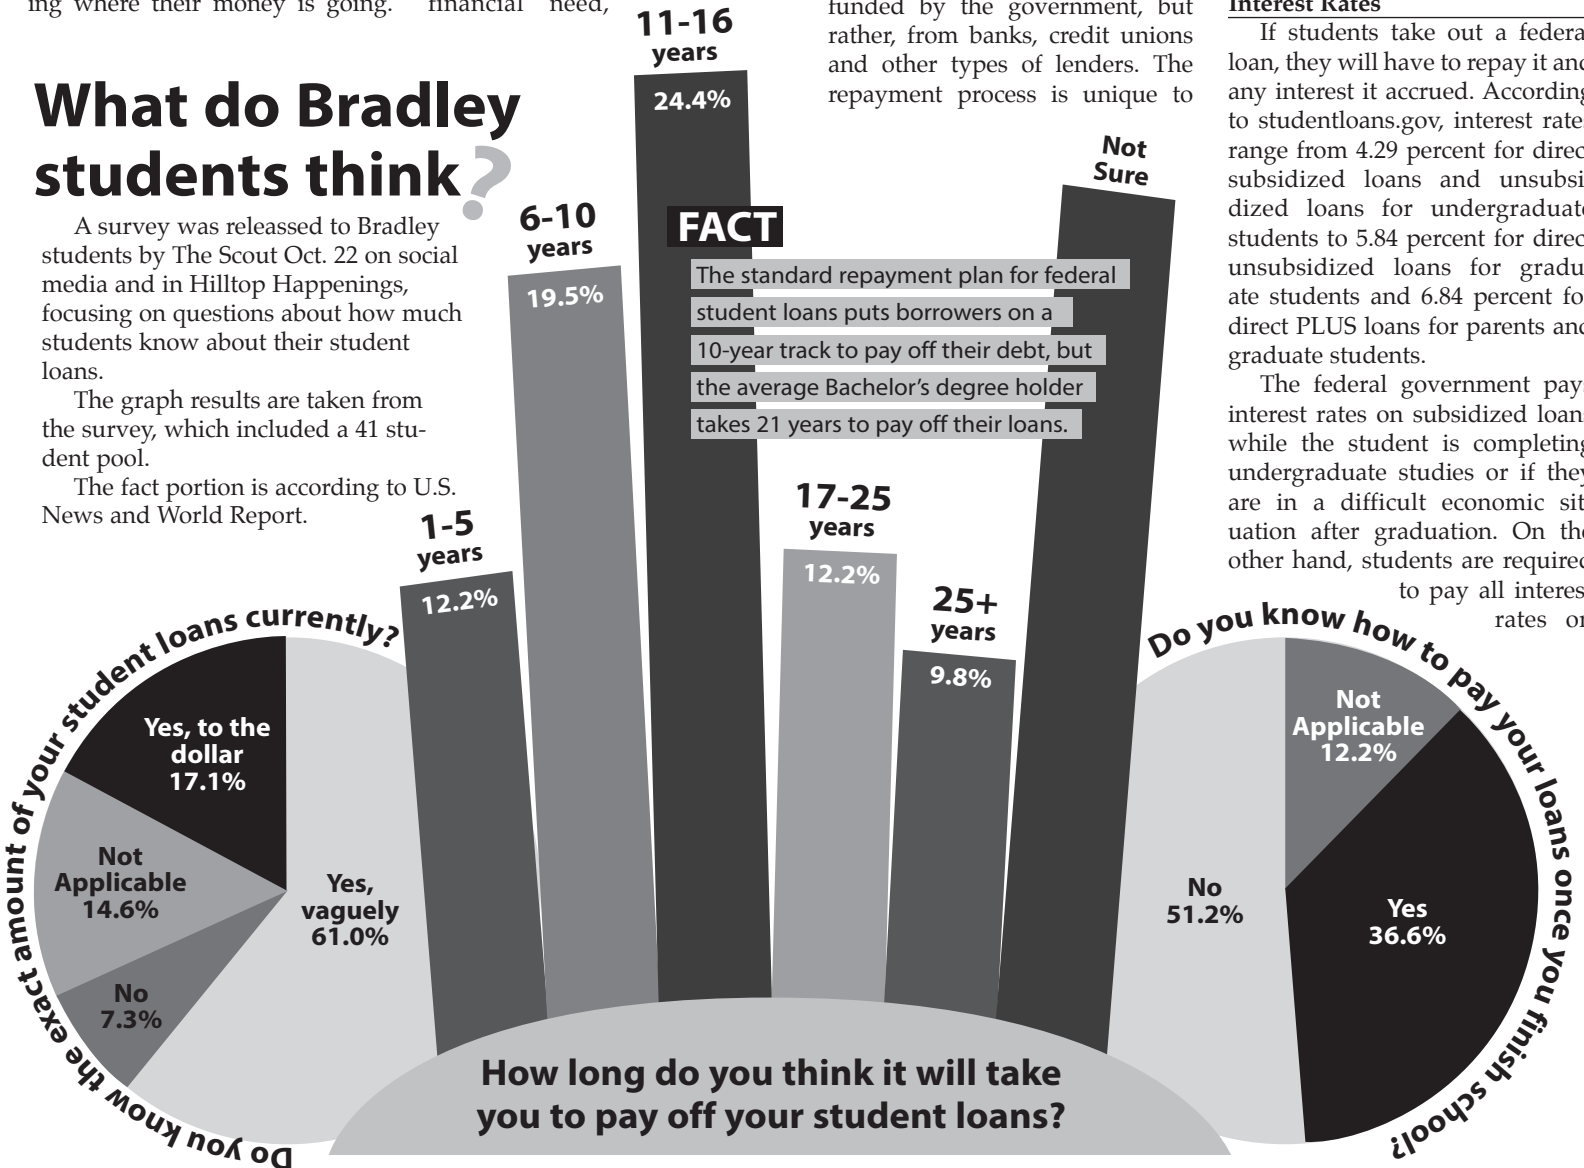 ing where their money is going.
financial need,
funded by the government, but
rather, from banks, credit unions
and other types of lenders. The
repayment process is unique to
Interest Rates
If students take out a federa
loan, they will have to repay it and
any interest it accrued. According
to studentloans.gov, interest rate
range from 4.29 percent for direc
subsidized loans and unsubsi
dized loans for undergraduate
students to 5.84 percent for direc
unsubsidized loans for gradu
ate students and 6.84 percent fo
direct PLUS loans for parents and
graduate students.
The federal government pay
interest rates on subsidized loan
while the student is completing
undergraduate studies or if they
are in a difficult economic sit
uation after graduation. On the
other hand, students are required
to pay all interes
rates or
What do Bradley
students think?
A survey was releassed to Bradley
students by The Scout Oct. 22 on social
media and in Hilltop Happenings,
focusing on questions about how much
students know about their student
loans.
The graph results are taken from
the survey, which included a 41 stu-
dent pool.
The fact portion is according to U.S.
News and World Report.
1-5
years
12.2%
6-10
years
19.5%
11-16
years
24.4%
17-25
years
12.2%
25+
years
9.8%
Not
Sure
FACT
The standard repayment plan for federal
student loans puts borrowers on a
10-year track to pay off their debt, but
the average Bachelor's degree holder
takes 21 years to pay off their loans.
How long do you think it will take
you to pay off your student loans?
Do you know the exact amount of your student loans currently?
Yes, to the
dollar
17.1%
Not
Applicable
14.6%
No
7.3%
Yes,
vaguely
61.0%
Do you know how to pay your loans once you finish school?
Not
Applicable
12.2%
No
51.2%
Yes
36.6%